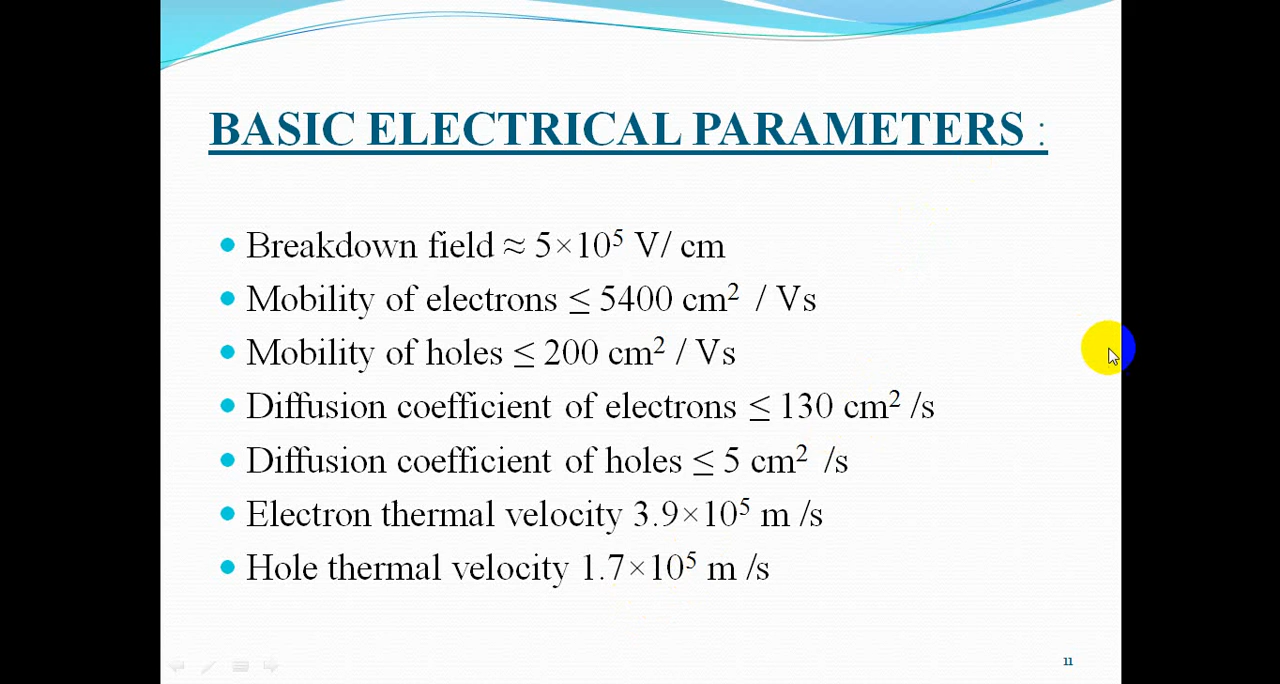 BASIC ELECTRICAL PARAMETERS :
• Breakdown field ≈ 5×10⁵ V/ cm
• Mobility of electrons ≤ 5400 cm² / Vs
• Mobility of holes ≤ 200 cm² / Vs
• Diffusion coefficient of electrons ≤ 130 cm² /s
• Diffusion coefficient of holes ≤ 5 cm² /s
• Electron thermal velocity 3.9×10⁵ m /s
• Hole thermal velocity 1.7×10⁵ m /s
11